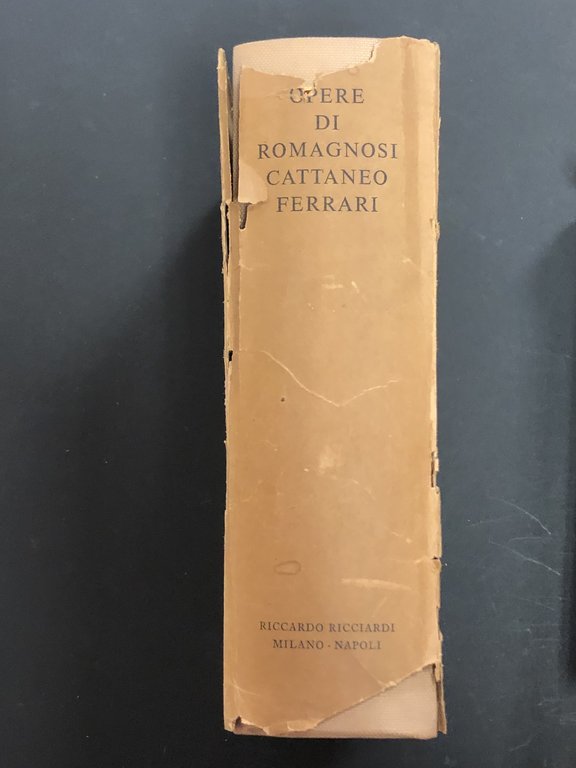 OPERE
DI
ROMAGNOSI
CATTANEO
FERRARI
RICCARDO RICCIARDI
MILANO - NAPOLI